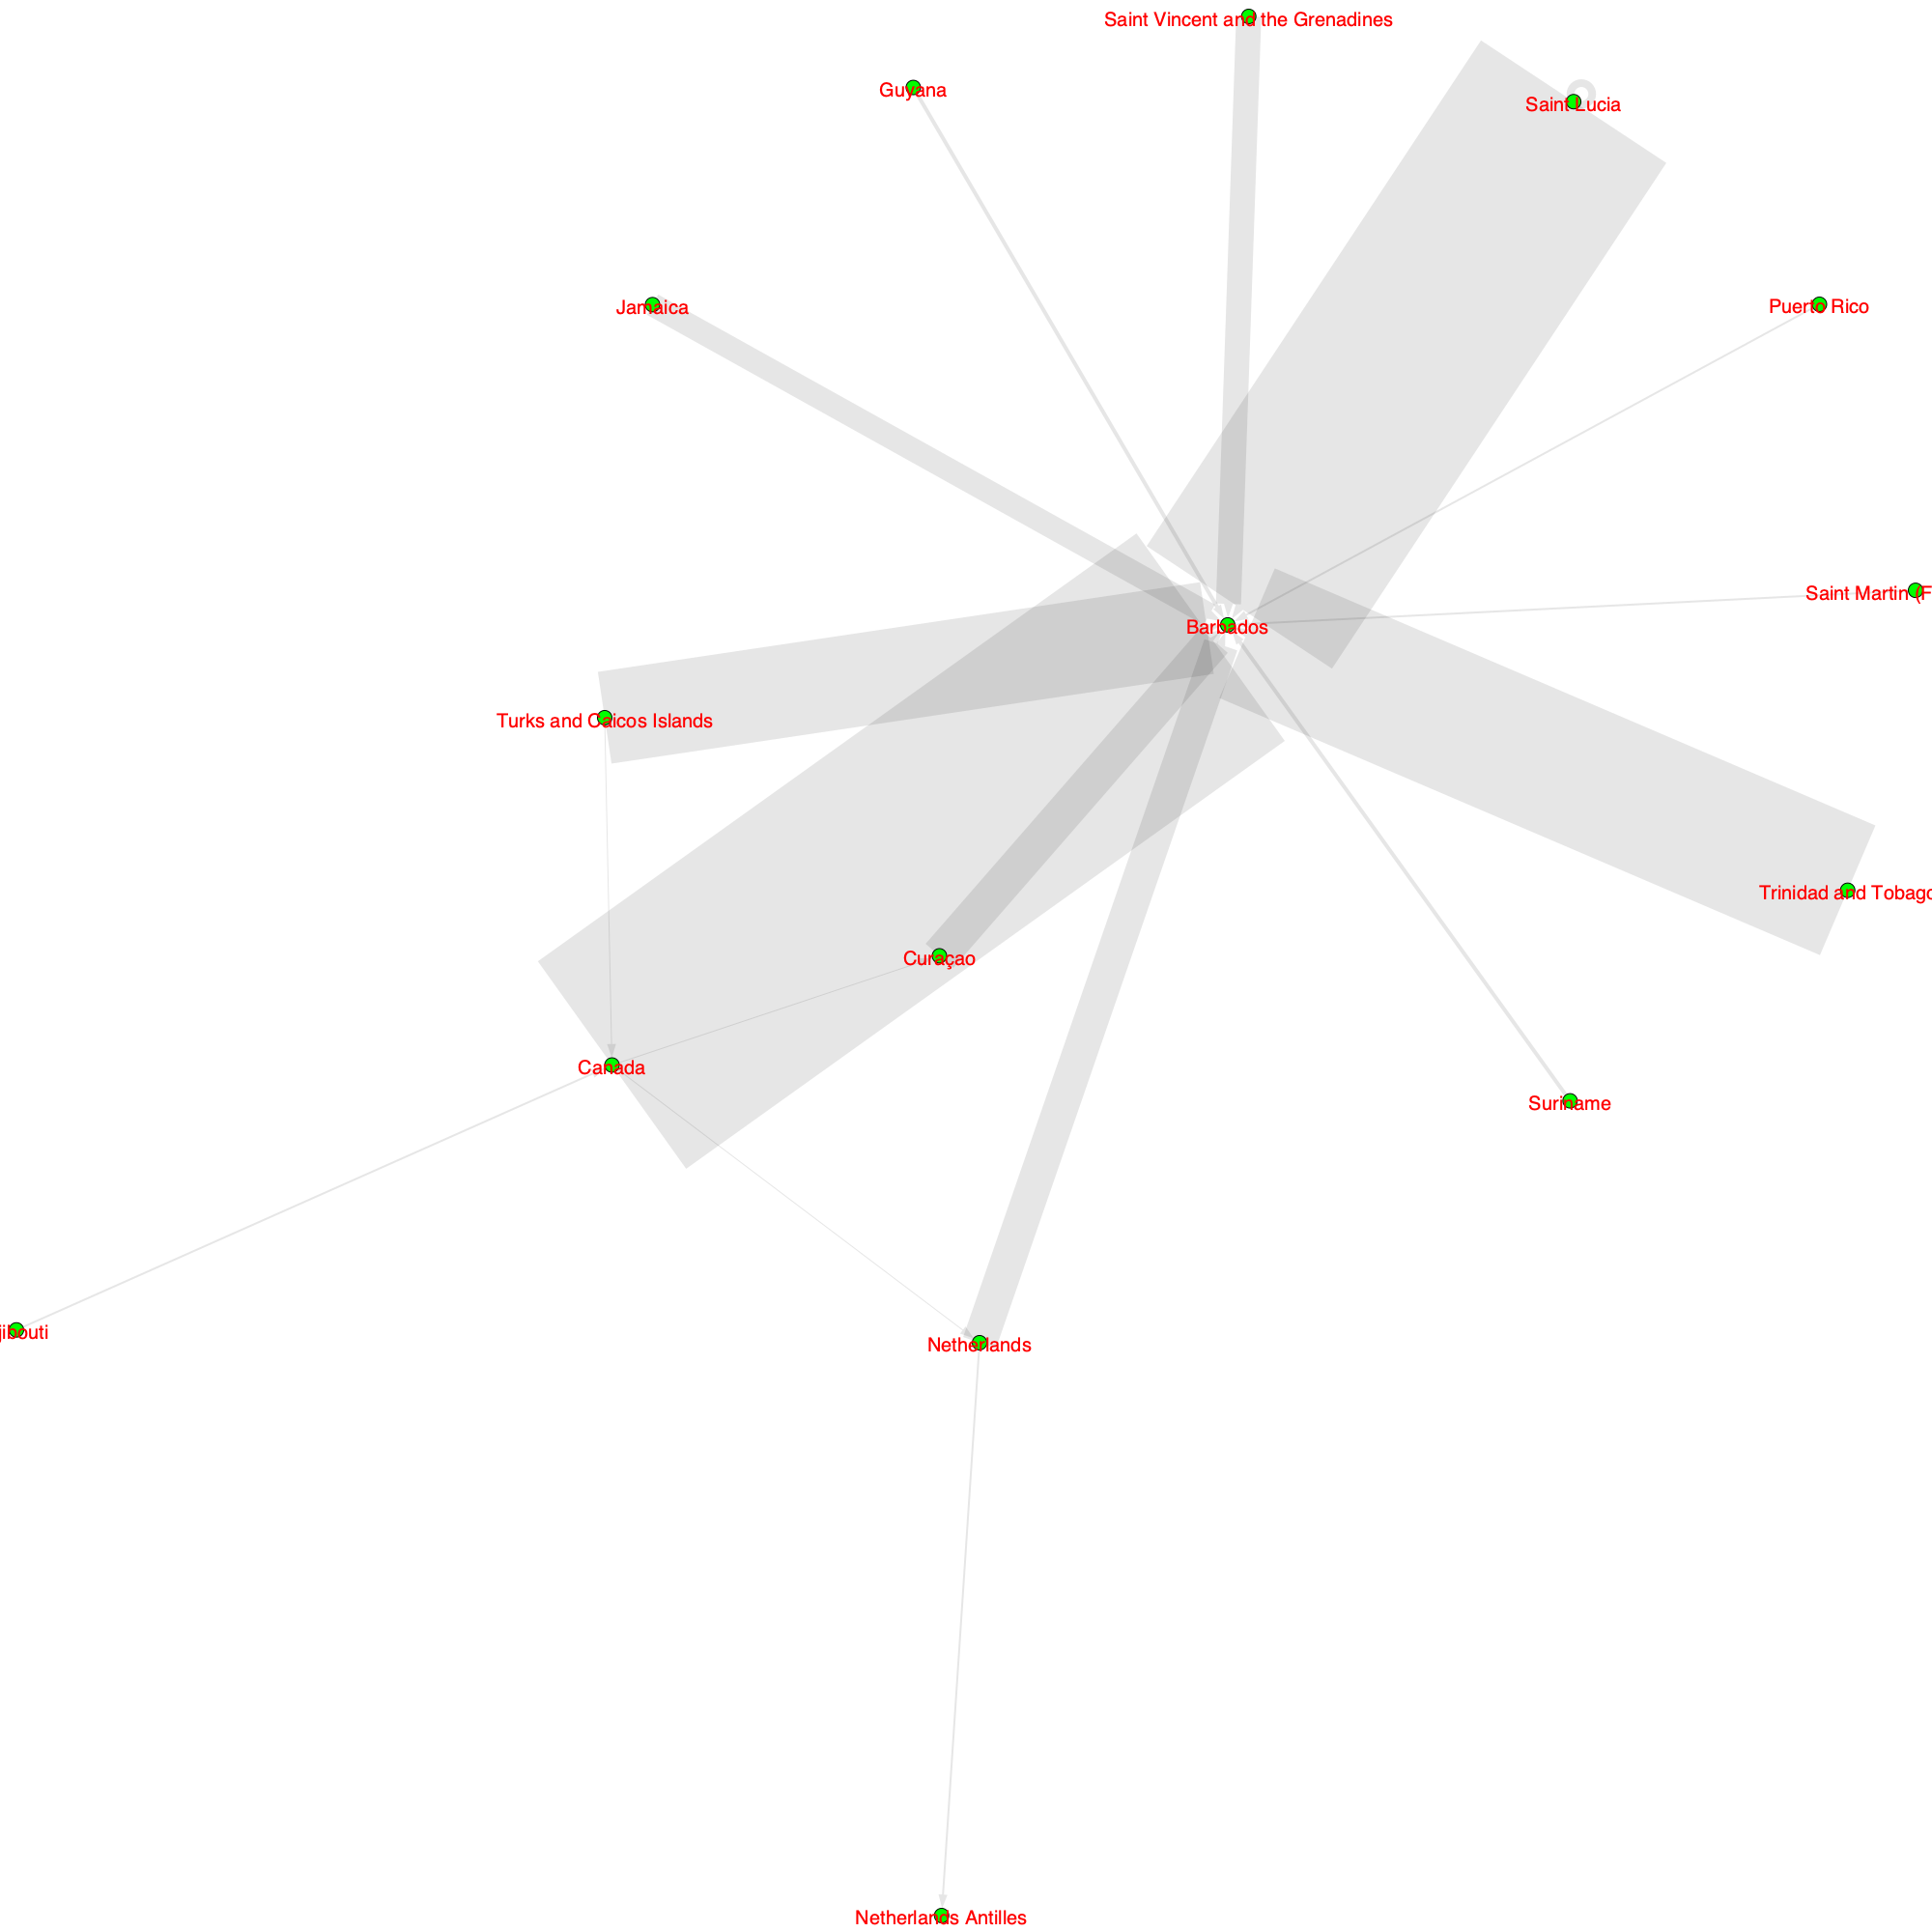 Saint Vincent and the Grenadines
Guyana
Saint Lucia
Jamaica
Puerto Rico
Saint Martin (F
Barbados
Turks and Caicos Islands
Trinidad and Tobago
Curaçao
Canada
Suriname
jibouti
Netherlands
Netherlands Antilles